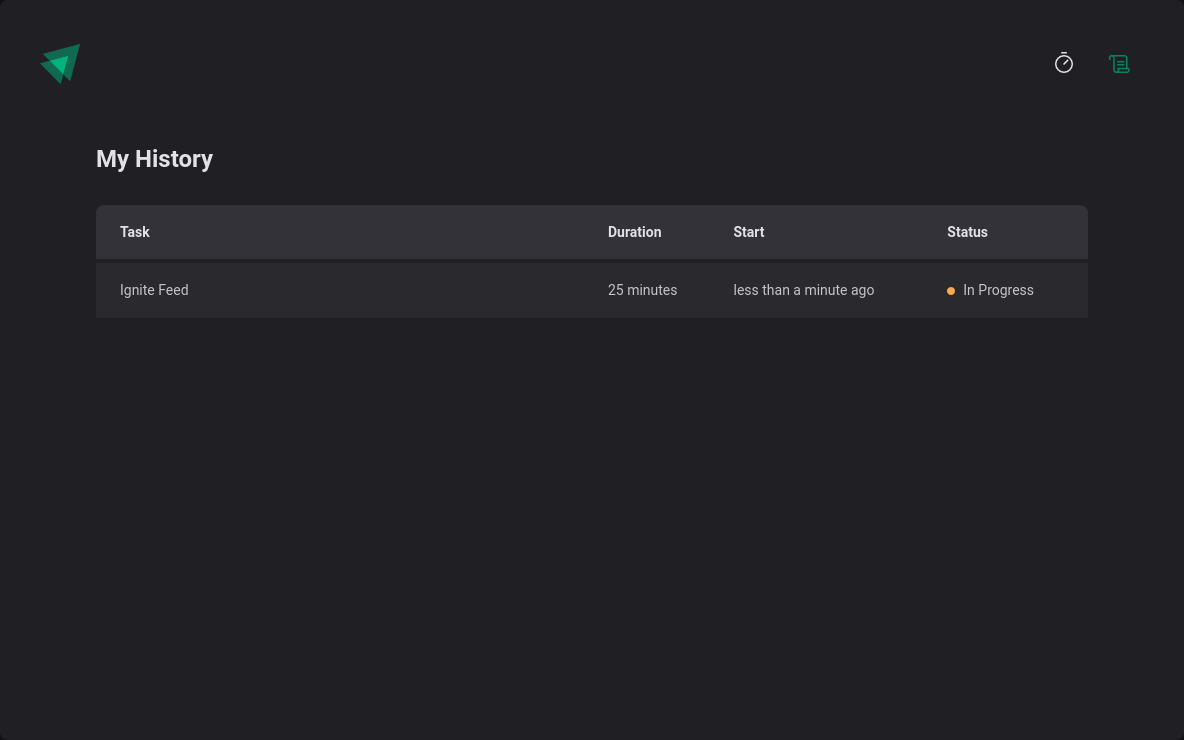 My History
Task Duration Start Status
Ignite Feed 25 minutes less than a minute ago In Progress